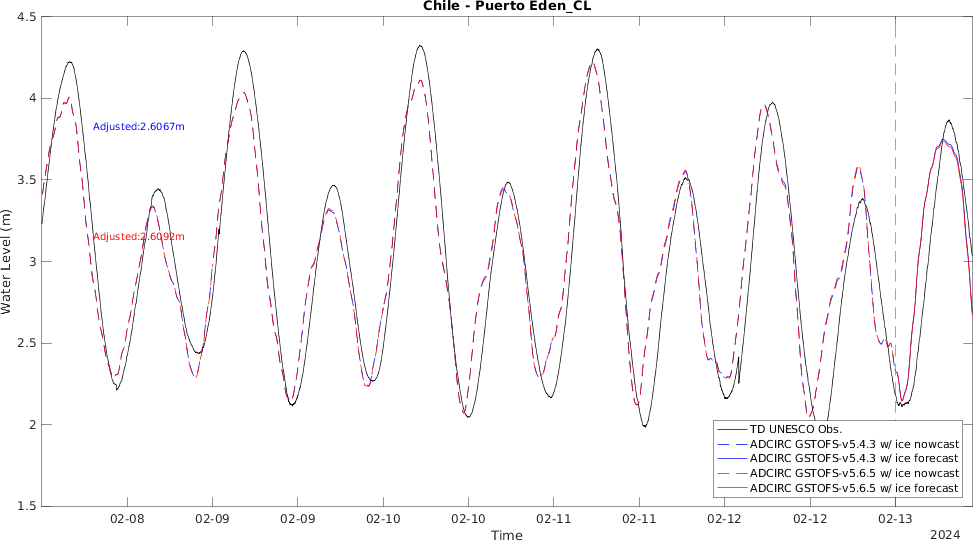 Chile - Puerto Eden_CL
4.5
4
3.5
3
2.5
2
1.5
Water Level (m)
Adjusted:2.6067m
Adjusted:2.6092m
TD UNESCO Obs.
ADCIRC GSTOFS-v5.4.3 w/ ice nowcast
ADCIRC GSTOFS-v5.4.3 w/ ice forecast
ADCIRC GSTOFS-v5.6.5 w/ ice nowcast
ADCIRC GSTOFS-v5.6.5 w/ ice forecast
02-08
02-09
02-09
02-10
02-10
02-11
02-11
02-12
02-12
02-13
Time
2024